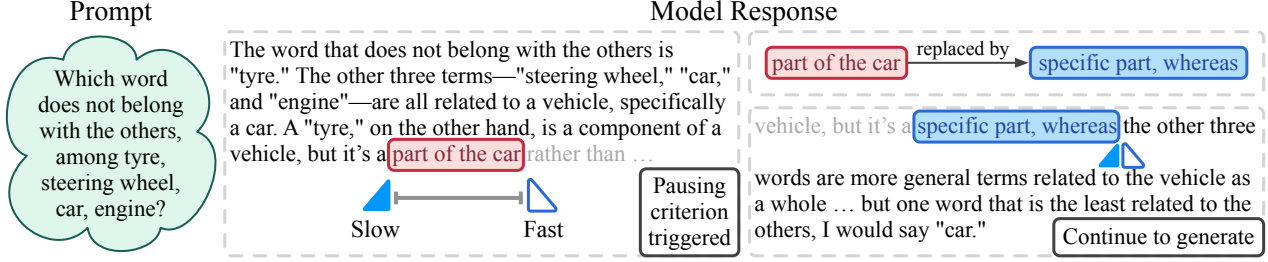 Prompt
Model Response
Which word
does not belong
with the others,
among tyre,
steering wheel,
car, engine?
The word that does not belong with the others is
"tyre." The other three terms—"steering wheel," "car,"
and "engine"—are all related to a vehicle, specifically
a car. A "tyre," on the other hand, is a component of a
vehicle, but it's a part of the car rather than …
Slow
Fast
Pausing
criterion
triggered
part of the car
replaced by
specific part, whereas
vehicle, but it's a specific part, whereas the other three
words are more general terms related to the vehicle as
a whole … but one word that is the least related to the
others, I would say "car."
Continue to generate